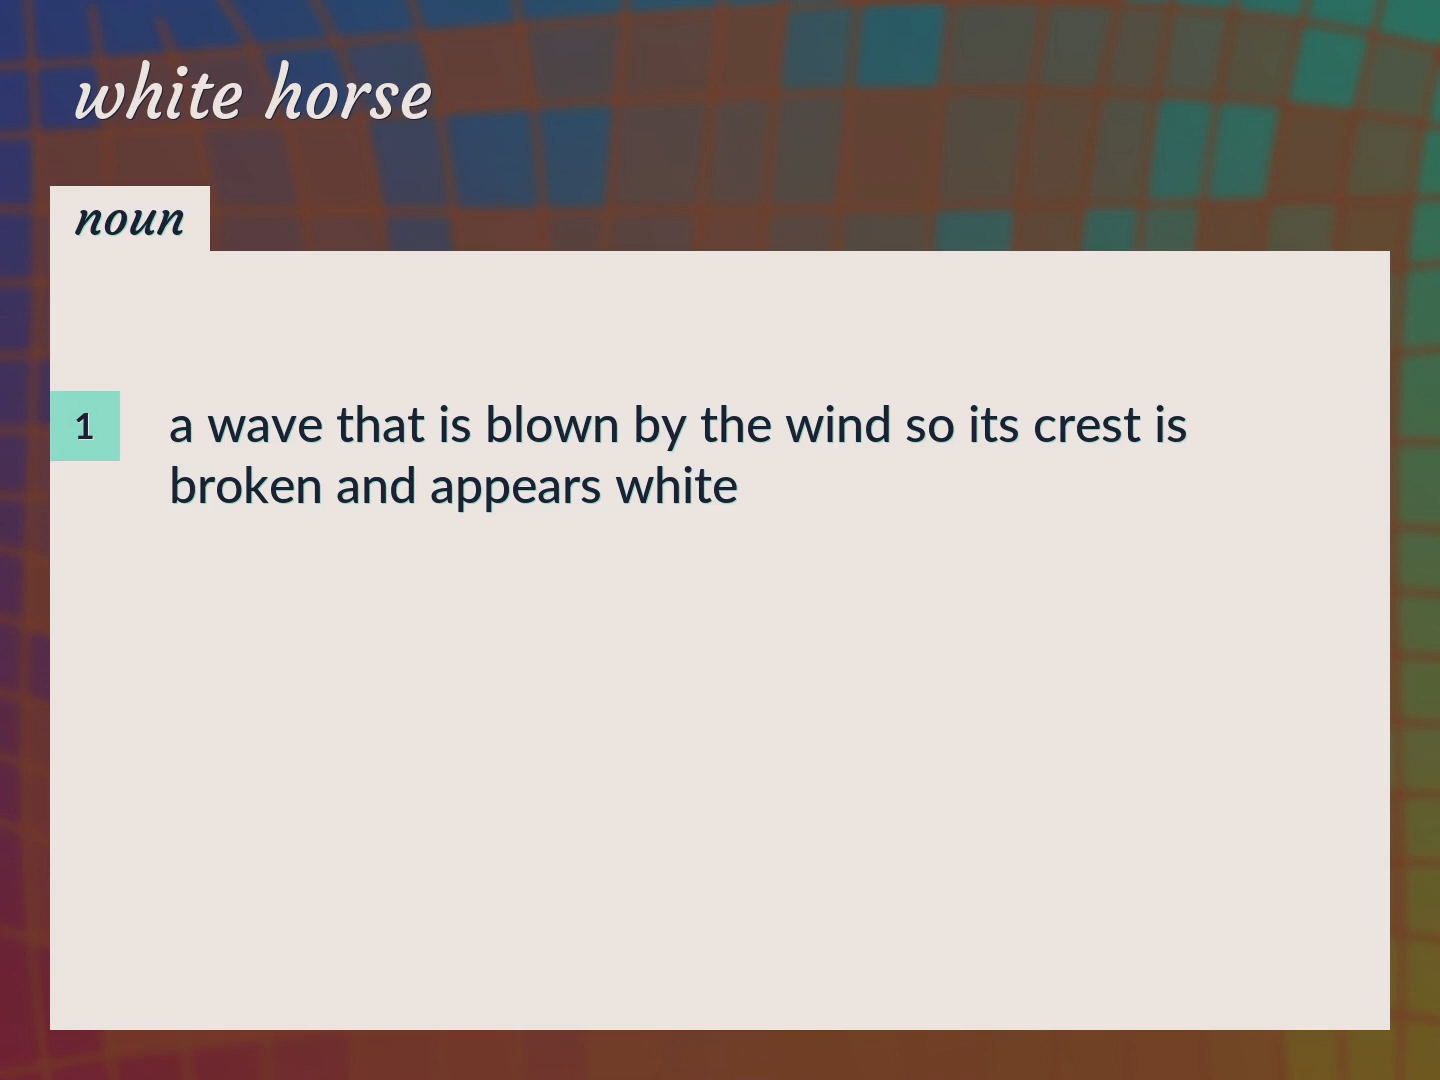 white horse
noun
1
a wave that is blown by the wind so its crest is
broken and appears white